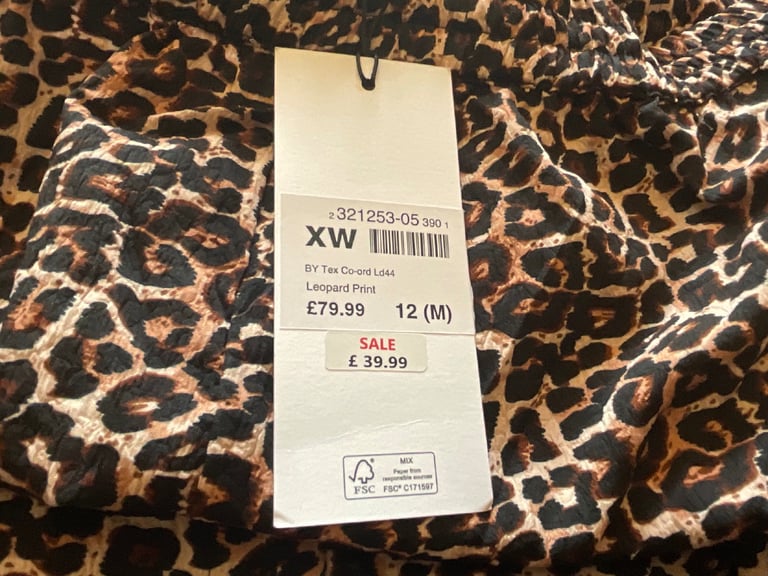 2 321253-05 390 1
XW
BY Tex Co-ord Ld44
Leopard Print
£79.99 12 (M)
SALE
£ 39.99
MIX
Paper from
responsible sources
FSC® C171597
FSC